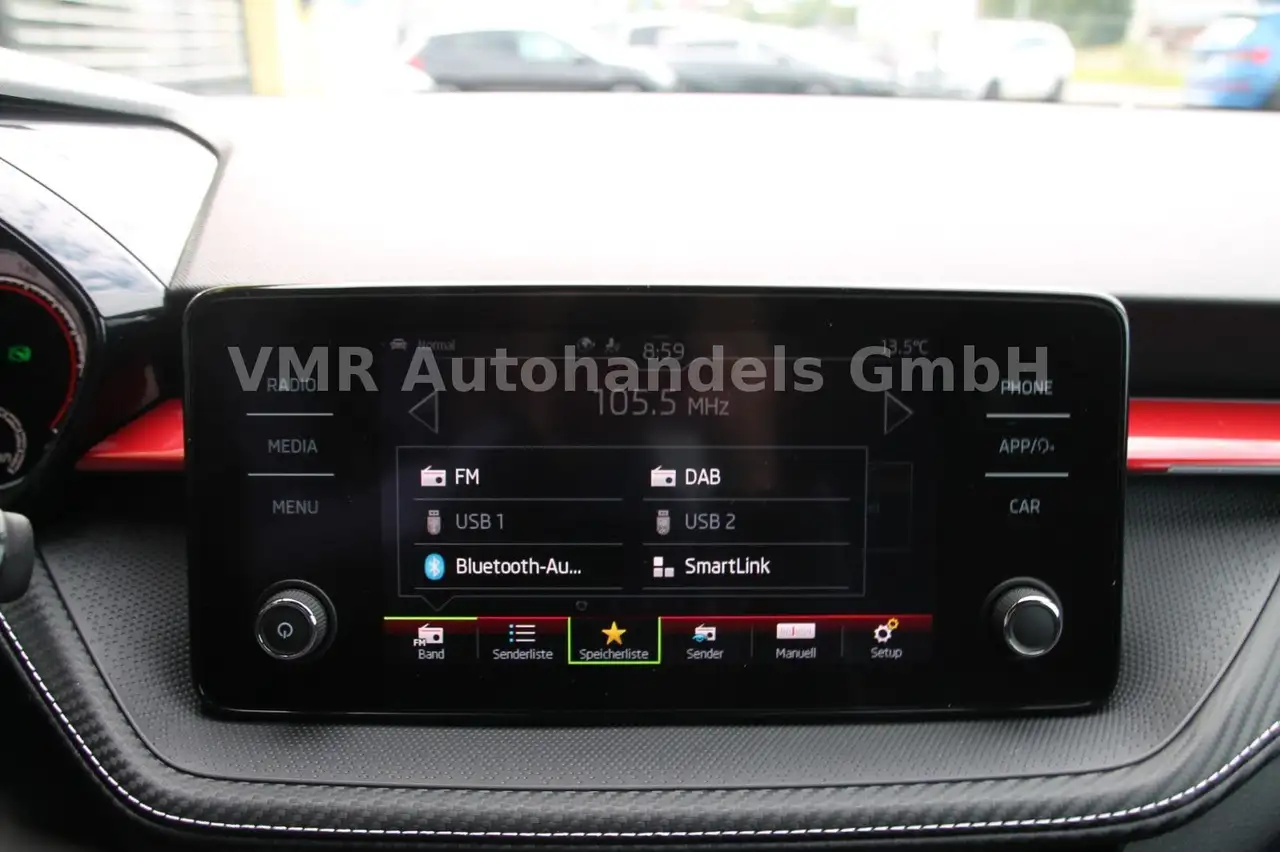 Normal
8:59
13.5°C
VMR Autohandels GmbH
RADIO
105.5 MHz
PHONE
MEDIA
APP/
MENU
CAR
FM
DAB
USB 1
USB 2
Bluetooth-Au...
SmartLink
FM
Band
Senderliste
Speicherliste
Sender
Manuell
Setup